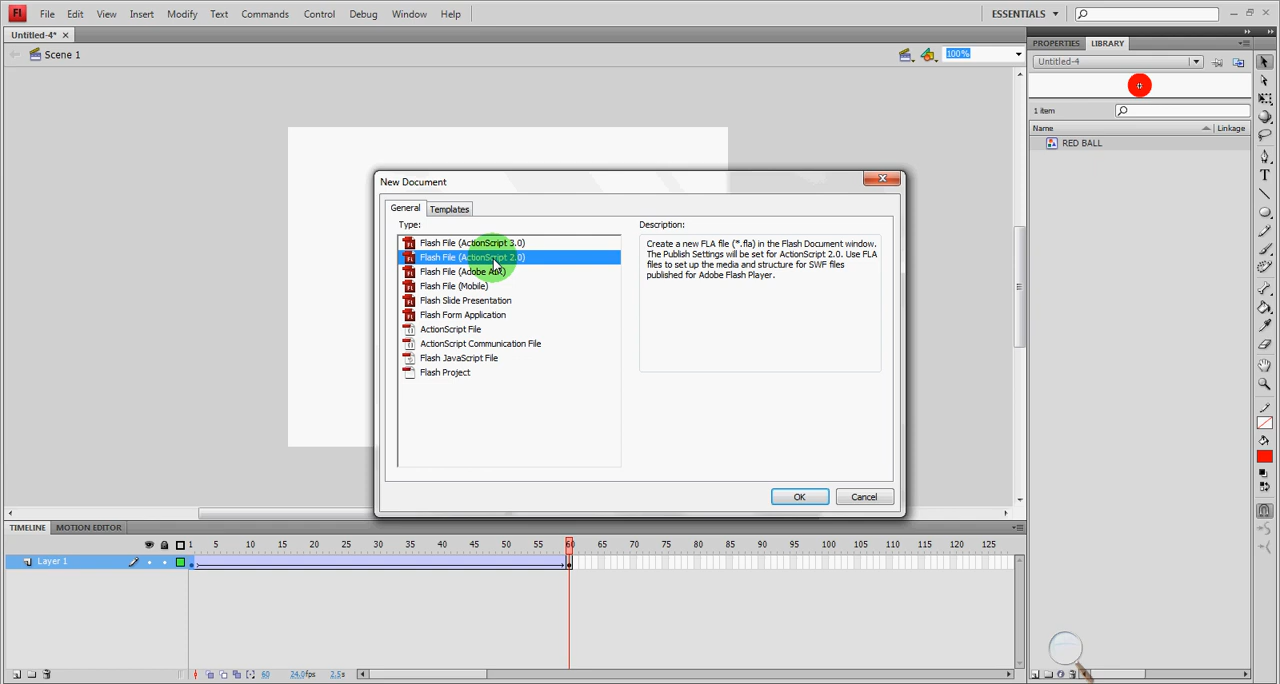 Fl File Edit View Insert Modify Text Commands Control Debug Window Help ESSENTIALS
Untitled-4*
Scene 1 100%
PROPERTIES LIBRARY
Untitled-4
1 item
Name Linkage
RED BALL
New Document
General Templates
Type:
Flash File (ActionScript 3.0)
Flash File (ActionScript 2.0)
Flash File (Adobe AIR)
Flash File (Mobile)
Flash Slide Presentation
Flash Form Application
ActionScript File
ActionScript Communication File
Flash JavaScript File
Flash Project
Description:
Create a new FLA file (*.fla) in the Flash Document window.
The Publish Settings will be set for ActionScript 2.0. Use FLA
files to set up the media and structure for SWF files
published for Adobe Flash Player.
OK Cancel
TIMELINE MOTION EDITOR
1 5 10 15 20 25 30 35 40 45 50 55 60 65 70 75 80 85 90 95 100 105 110 115 120 125
Layer 1
60 24.0fps 2.5s